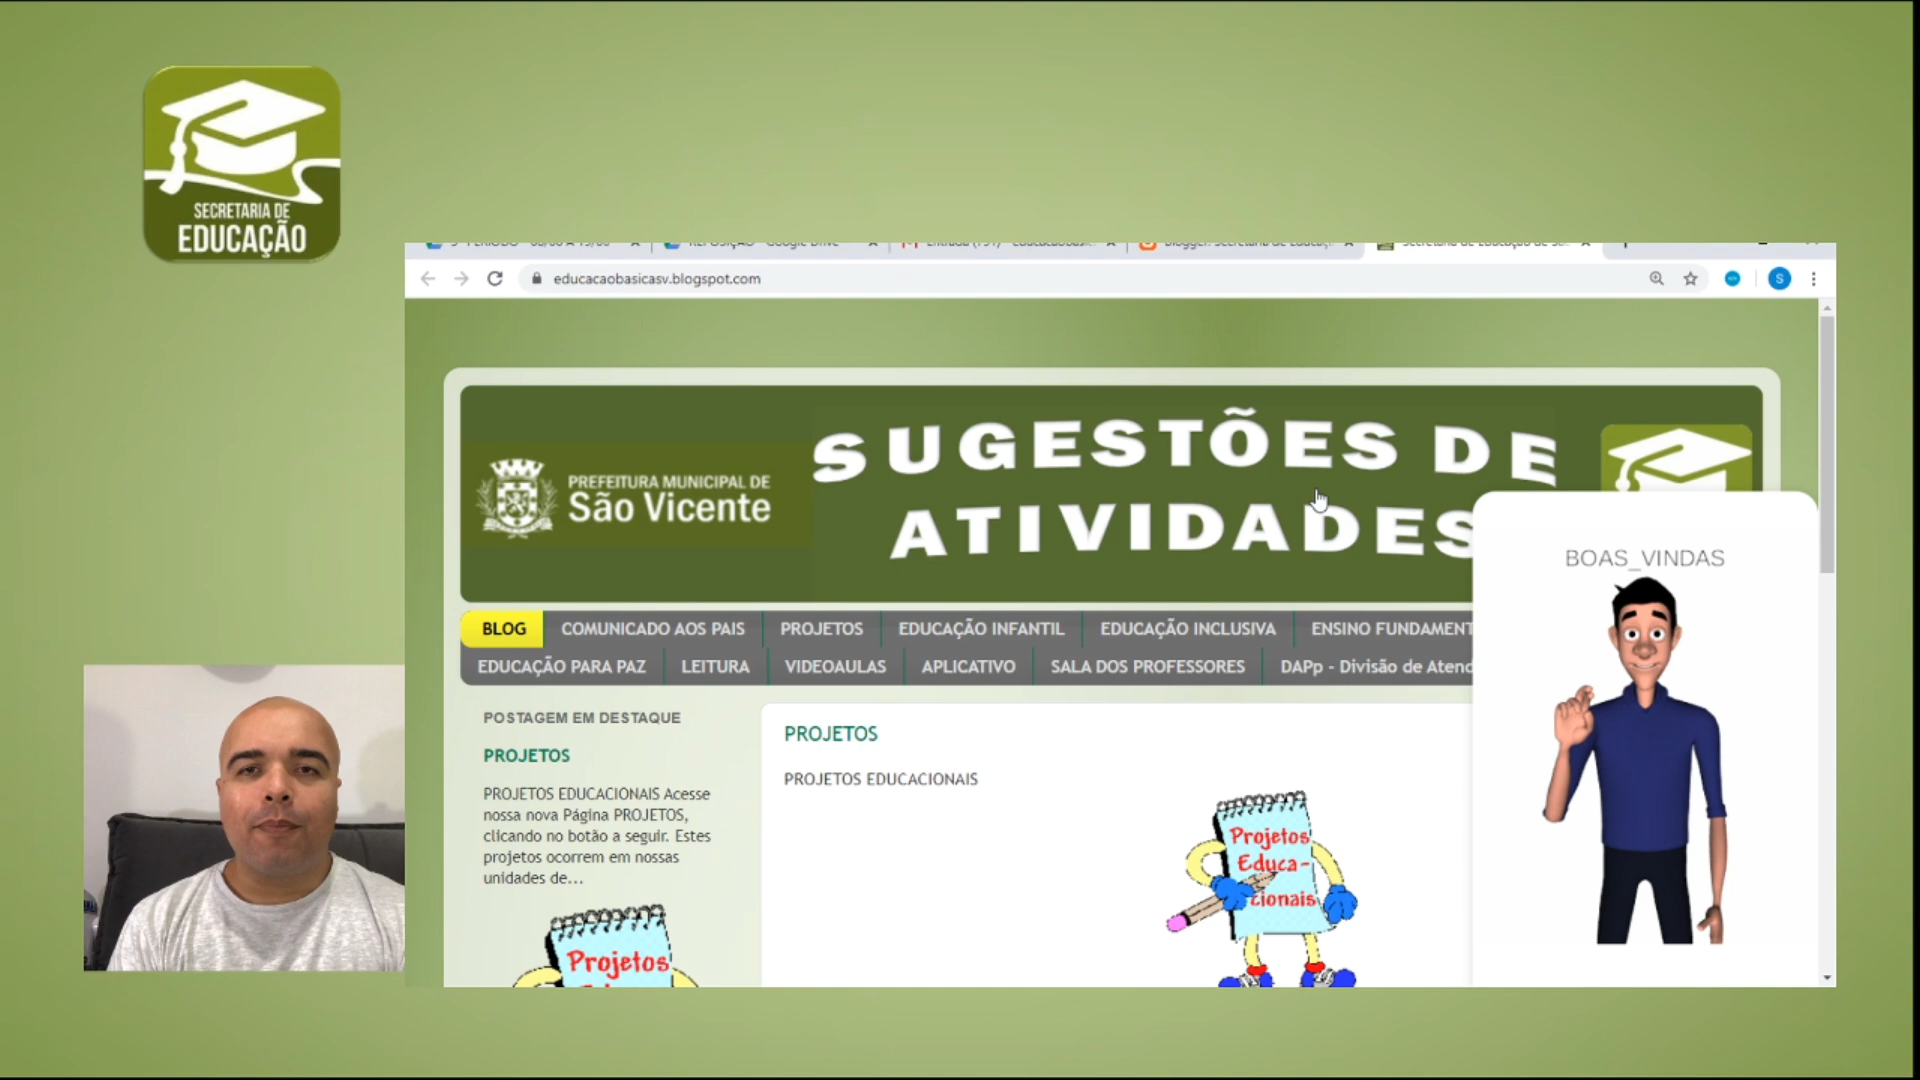 SECRETARIA DE
EDUCAÇÃO
educacaobasicasv.blogspot.com
S
PREFEITURA MUNICIPAL DE
São Vicente
SUGESTÕES DE
ATIVIDADES
BOAS_VINDAS
BLOG COMUNICADO AOS PAIS PROJETOS EDUCAÇÃO INFANTIL EDUCAÇÃO INCLUSIVA ENSINO FUNDAMENT
EDUCAÇÃO PARA PAZ LEITURA VIDEOAULAS APLICATIVO SALA DOS PROFESSORES DAPp - Divisão de Atend
POSTAGEM EM DESTAQUE
PROJETOS
PROJETOS EDUCACIONAIS Acesse
nossa nova Página PROJETOS,
clicando no botão a seguir. Estes
projetos ocorrem em nossas
unidades de...
Projetos
PROJETOS
PROJETOS EDUCACIONAIS
Projetos
Educa-
cionais